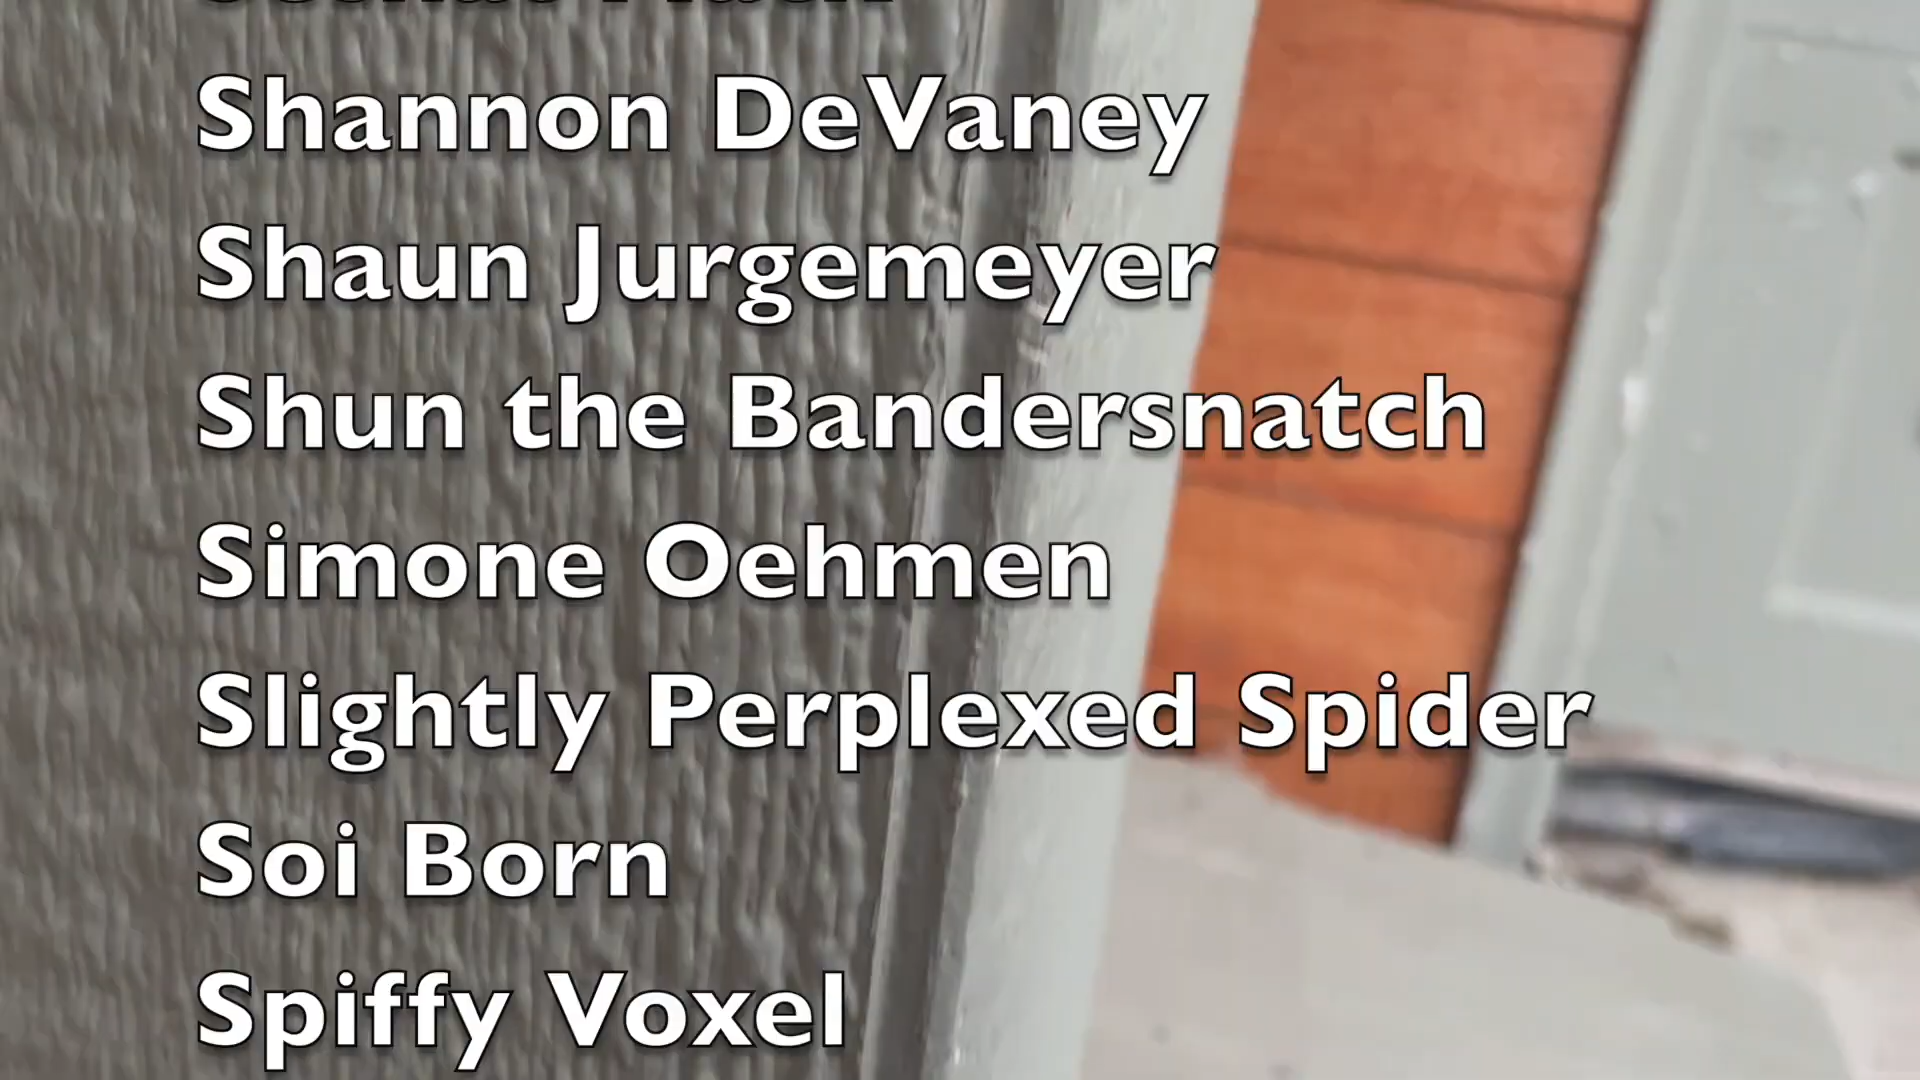 Shannon DeVaney
Shaun Jurgemeyer
Shun the Bandersnatch
Simone Oehmen
Slightly Perplexed Spider
Soi Born
Spiffy Voxel